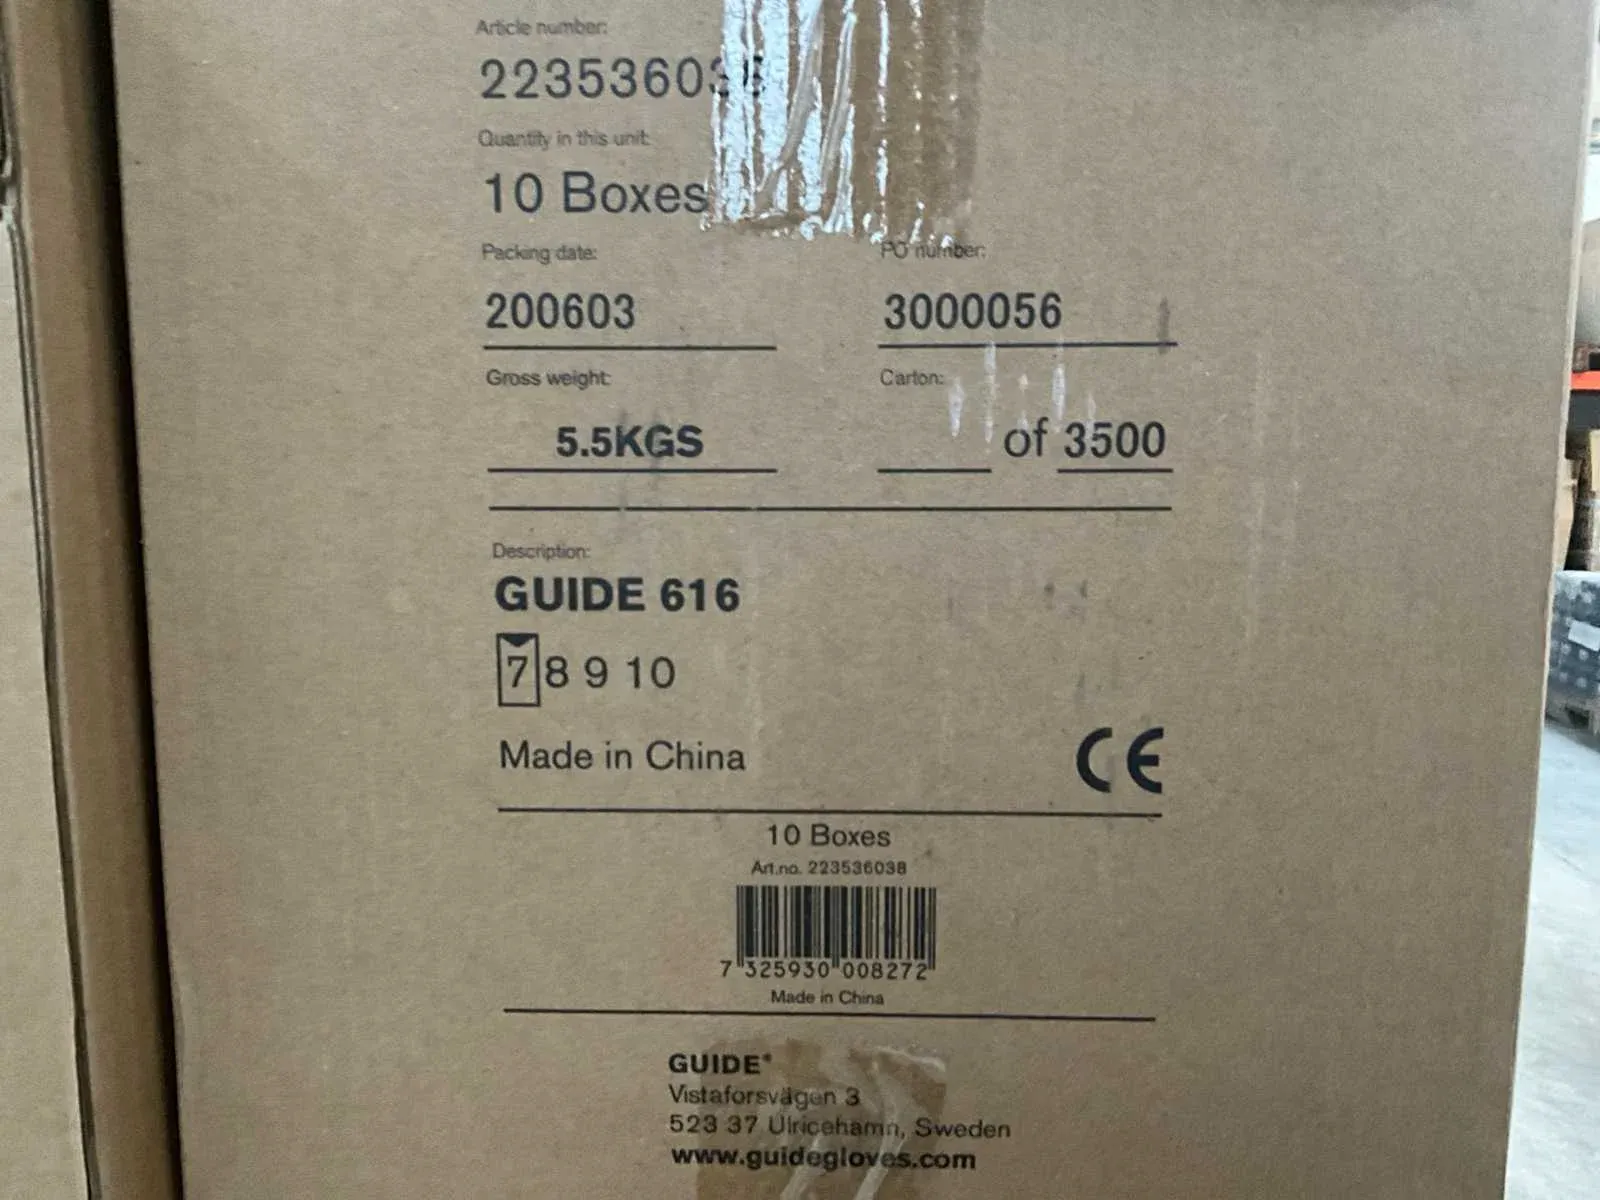 Article number:
223536038
Quantity in this unit:
10 Boxes
Packing date:
PO number:
200603
3000056
Gross weight:
Carton:
5.5KGS
of 3500
Description:
GUIDE 616
7 8 9 10
Made in China
CE
10 Boxes
Art.no. 223536038
7 325930 008272
Made in China
GUIDE®
Vistaforsvägen 3
523 37 Ulricehamn, Sweden
www.guidegloves.com